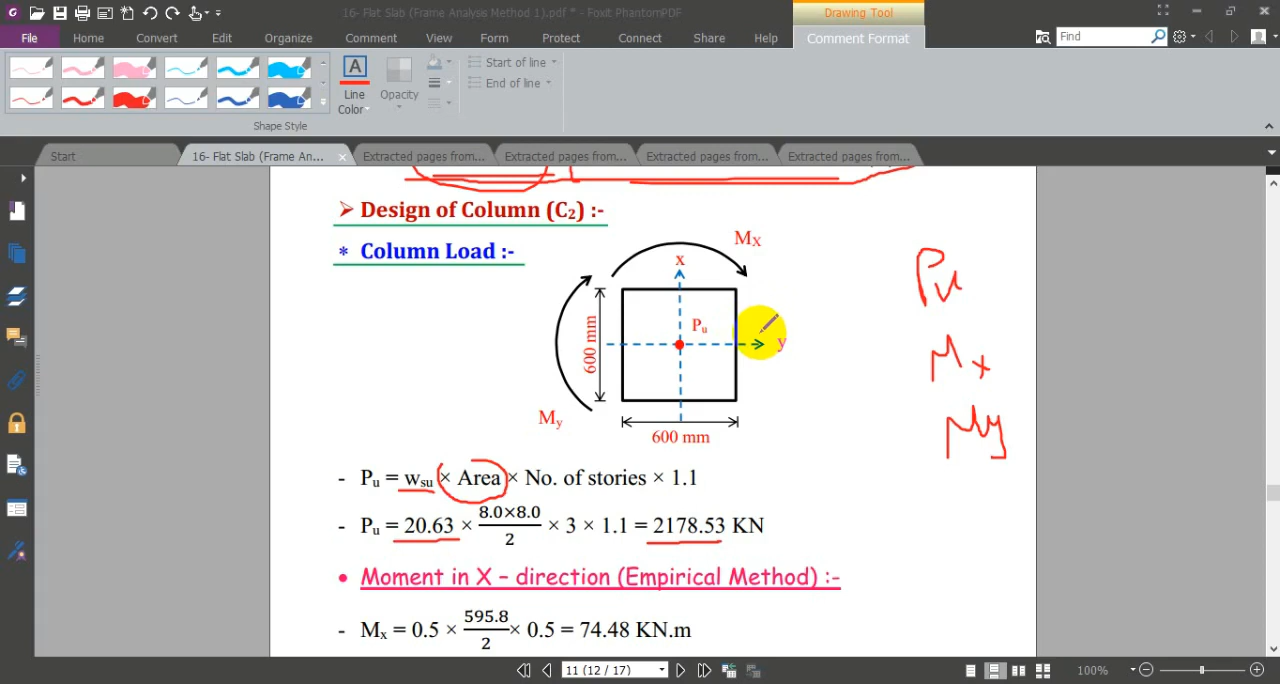 16- Flat Slab (Frame Analysis Method 1).pdf * - Foxit PhantomPDF
Drawing Tool
File Home Convert Edit Organize Comment View Form Protect Connect Share Help Comment Format
Find
Line Color
Opacity
Start of line
End of line
Shape Style
Start
16- Flat Slab (Frame An...
Extracted pages from...
Extracted pages from...
Extracted pages from...
Extracted pages from...
➢ Design of Column (C₂) :-
* Column Load :-
Mx
x
Pu
y
600 mm
My
600 mm
Pu
Mx
My
- Pu = wsu × Area × No. of stories × 1.1
- Pu = 20.63 × 8.0×8.0/2 × 3 × 1.1 = 2178.53 KN
• Moment in X – direction (Empirical Method) :-
- Mx = 0.5 × 595.8/2 × 0.5 = 74.48 KN.m
11 (12 / 17)
100%